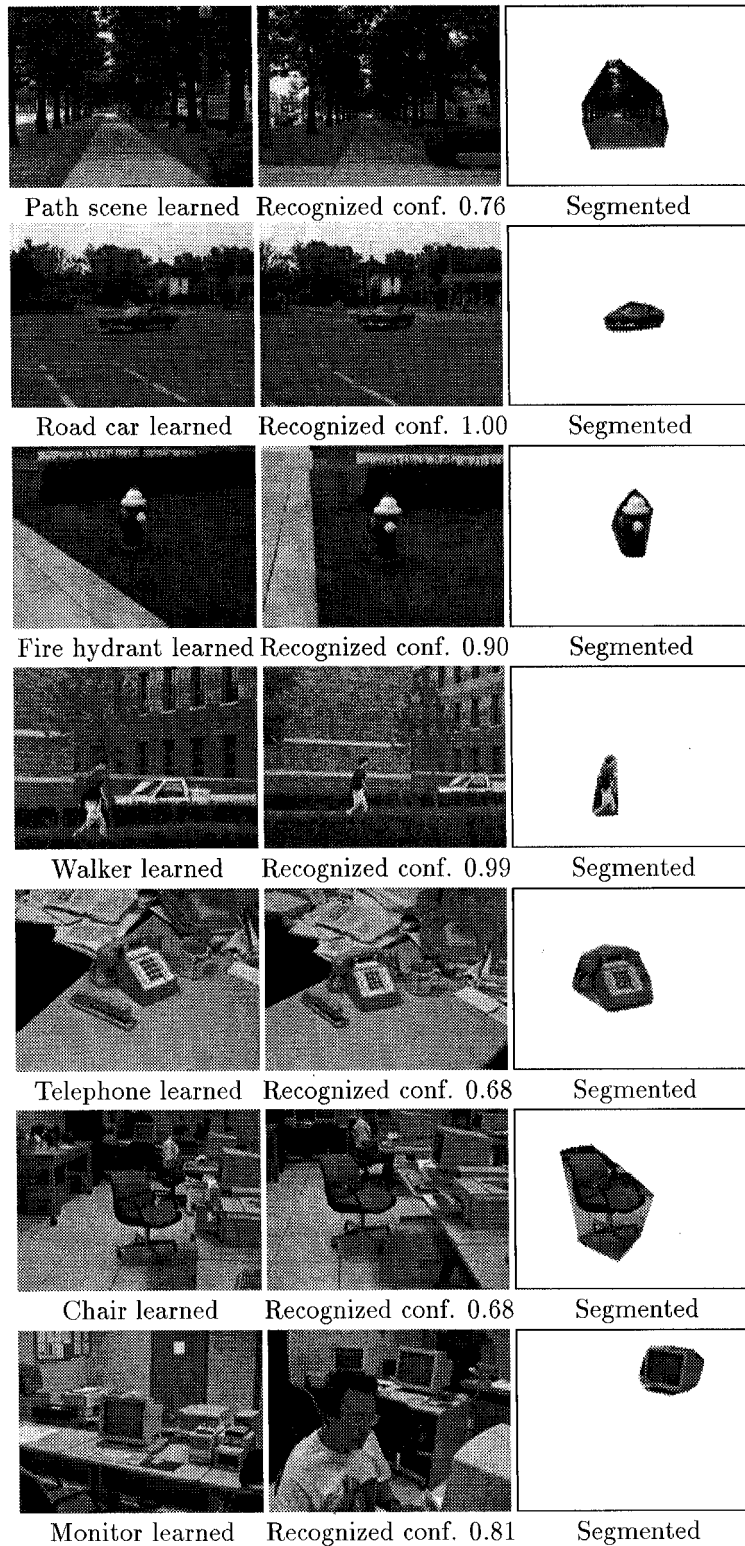 Path scene learned Recognized conf. 0.76 Segmented
Road car learned Recognized conf. 1.00 Segmented
Fire hydrant learned Recognized conf. 0.90 Segmented
Walker learned Recognized conf. 0.99 Segmented
Telephone learned Recognized conf. 0.68 Segmented
Chair learned Recognized conf. 0.68 Segmented
Monitor learned Recognized conf. 0.81 Segmented